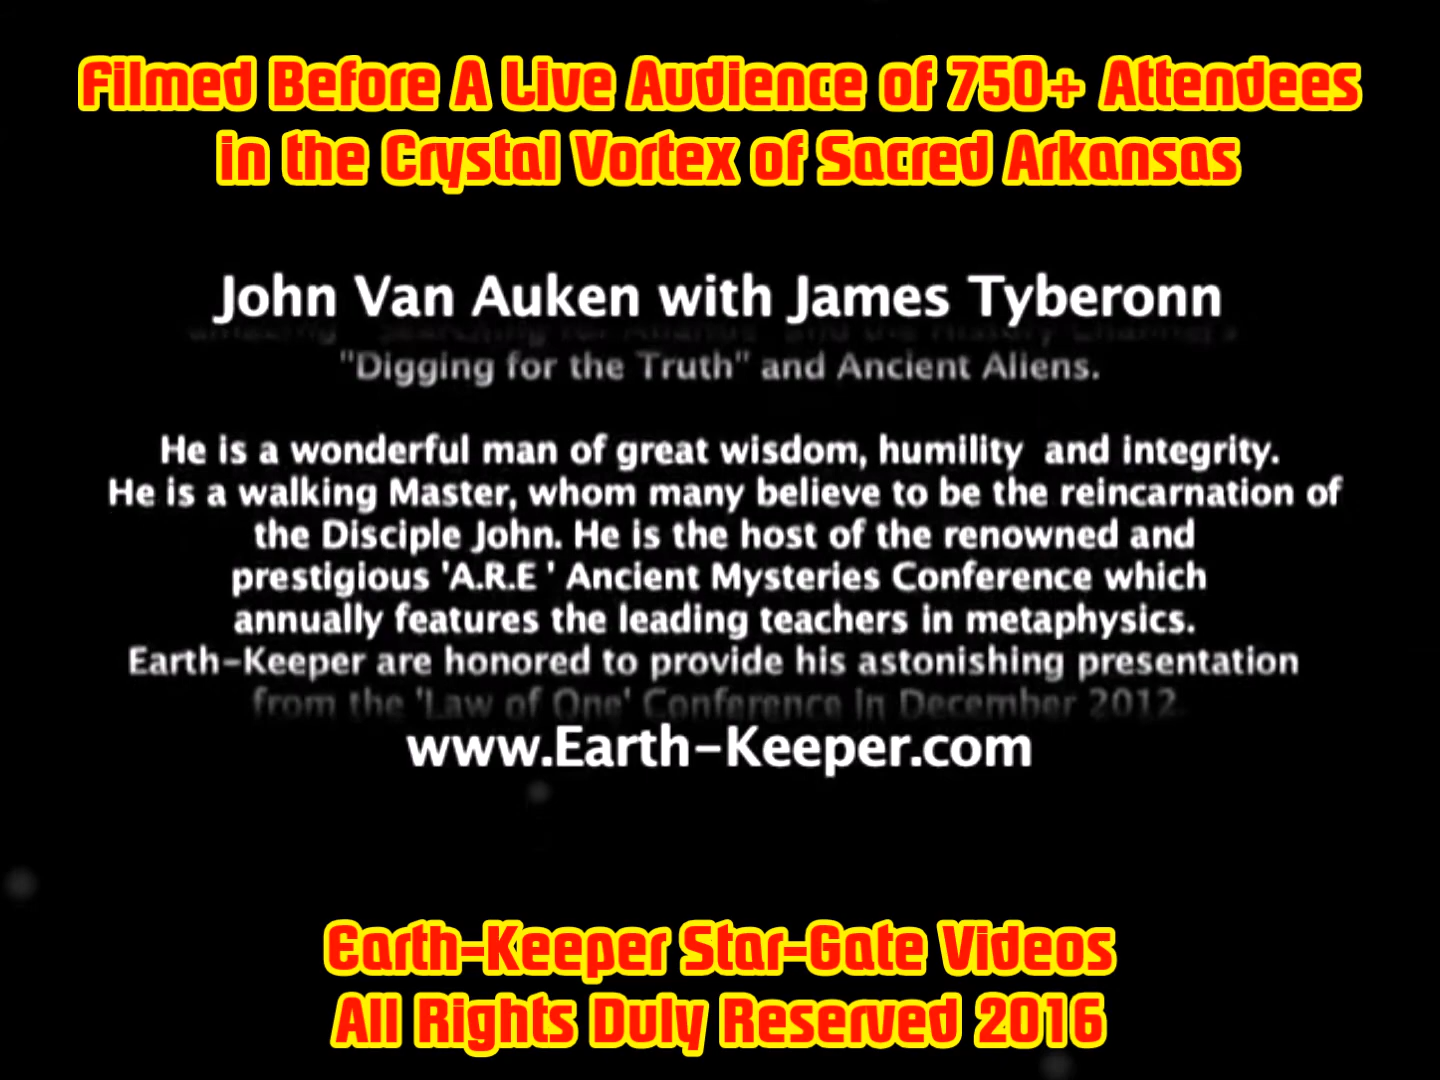 Filmed Before A Live Audience of 750+ Attendees
in the Crystal Vortex of Sacred Arkansas
John Van Auken with James Tyberonn
"Digging for the Truth" and Ancient Aliens.
He is a wonderful man of great wisdom, humility  and integrity.
He is a walking Master, whom many believe to be the reincarnation of
the Disciple John. He is the host of the renowned and
prestigious 'A.R.E ' Ancient Mysteries Conference which
annually features the leading teachers in metaphysics.
Earth-Keeper are honored to provide his astonishing presentation
from the 'Law of One' Conference in December 2012.
www.Earth-Keeper.com
Earth-Keeper Star-Gate Videos
All Rights Duly Reserved 2016